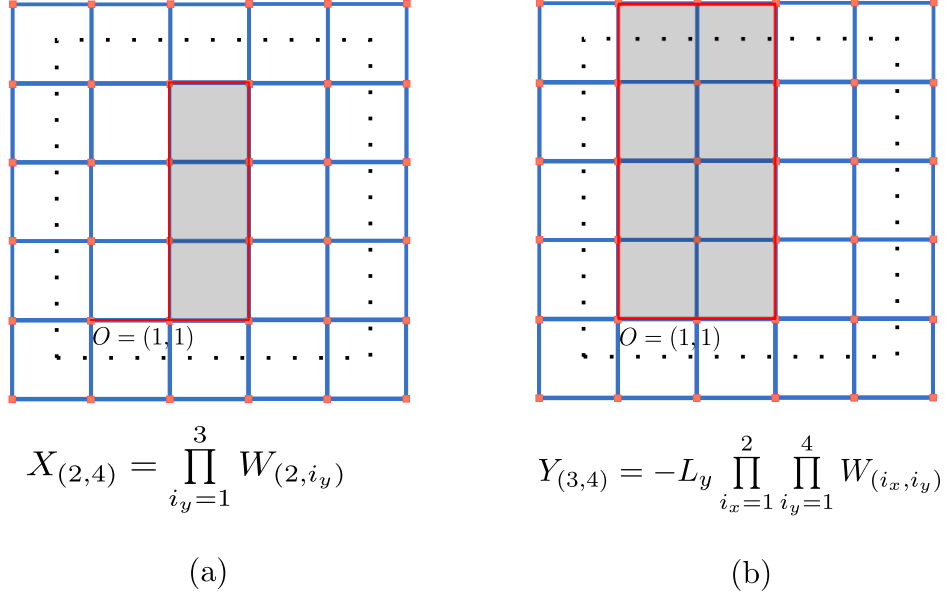 O = (1, 1)
O = (1, 1)
X_{(2,4)} = \prod_{i_y=1}^{3} W_{(2,i_y)}
Y_{(3,4)} = -L_y \prod_{i_x=1}^{2} \prod_{i_y=1}^{4} W_{(i_x,i_y)}
(a)
(b)